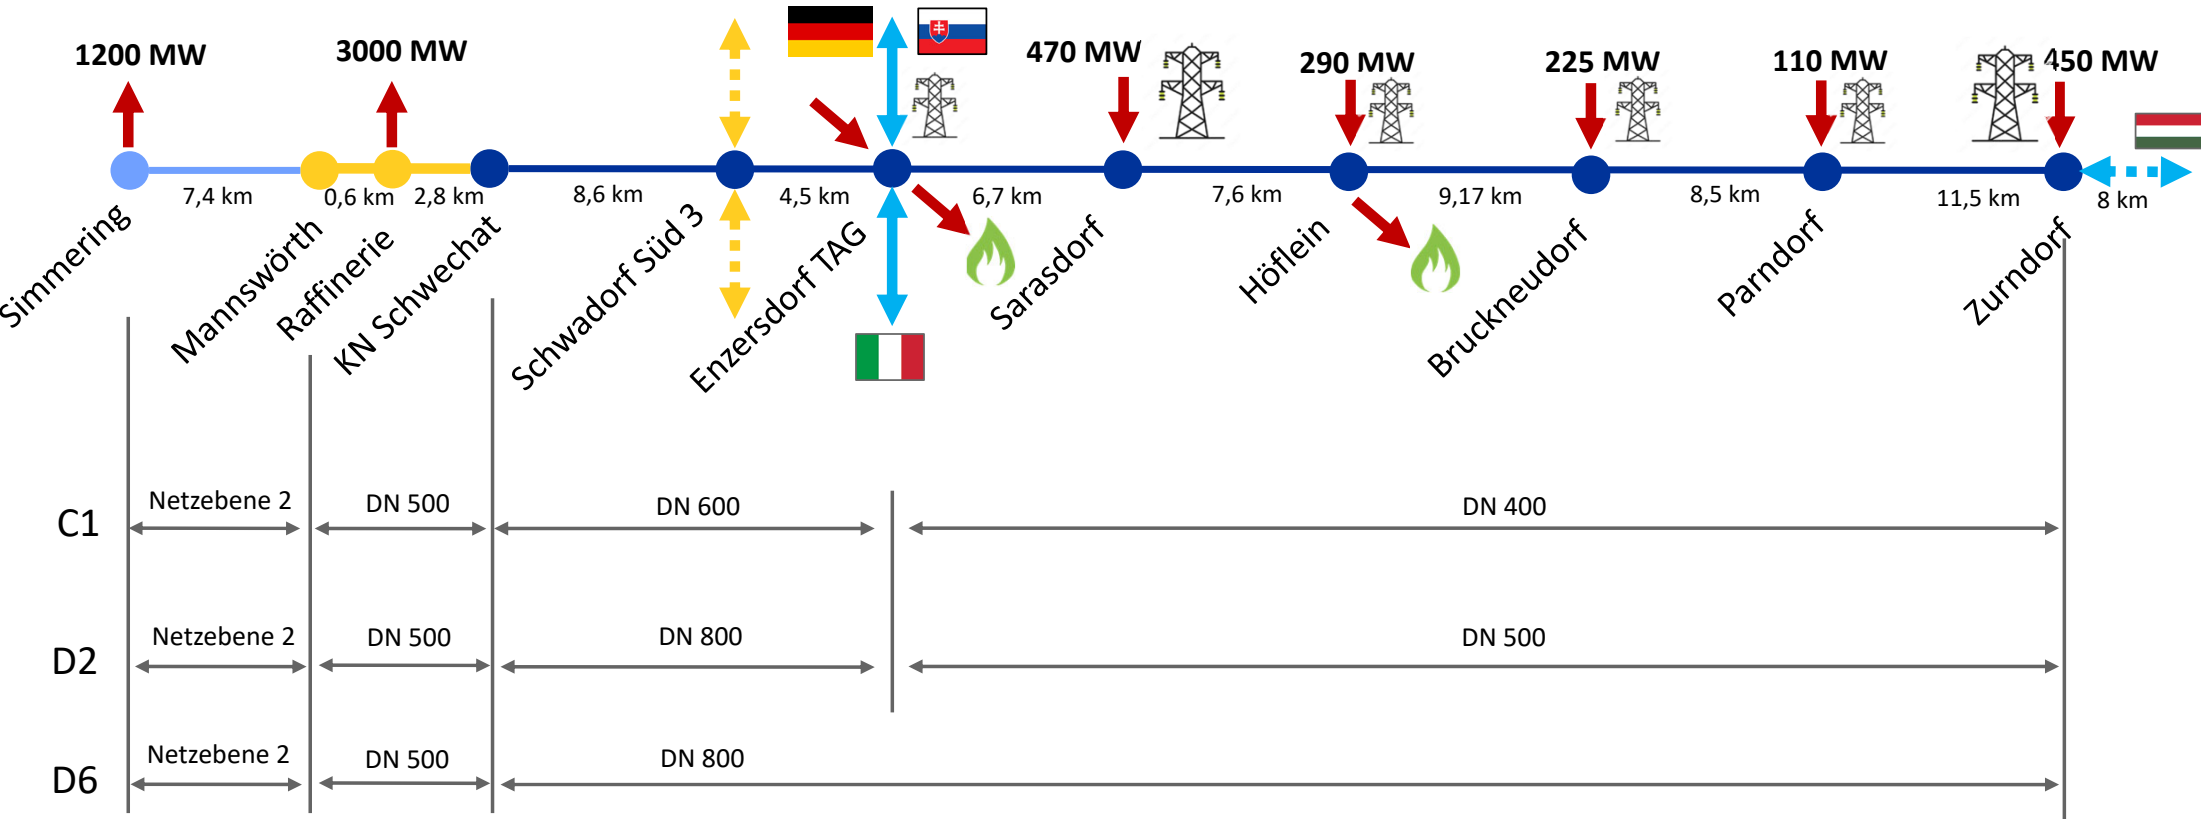 1200 MW
3000 MW
470 MW
290 MW
225 MW
110 MW
450 MW
7,4 km
0,6 km
2,8 km
8,6 km
4,5 km
6,7 km
7,6 km
9,17 km
8,5 km
11,5 km
8 km
Simmering
Mannswörth
Raffinerie
KN Schwechat
Schwadorf Süd 3
Enzersdorf TAG
Sarasdorf
Höflein
Bruckneudorf
Parndorf
Zurndorf
C1
Netzebene 2
DN 500
DN 600
DN 400
D2
Netzebene 2
DN 500
DN 800
DN 500
D6
Netzebene 2
DN 500
DN 800